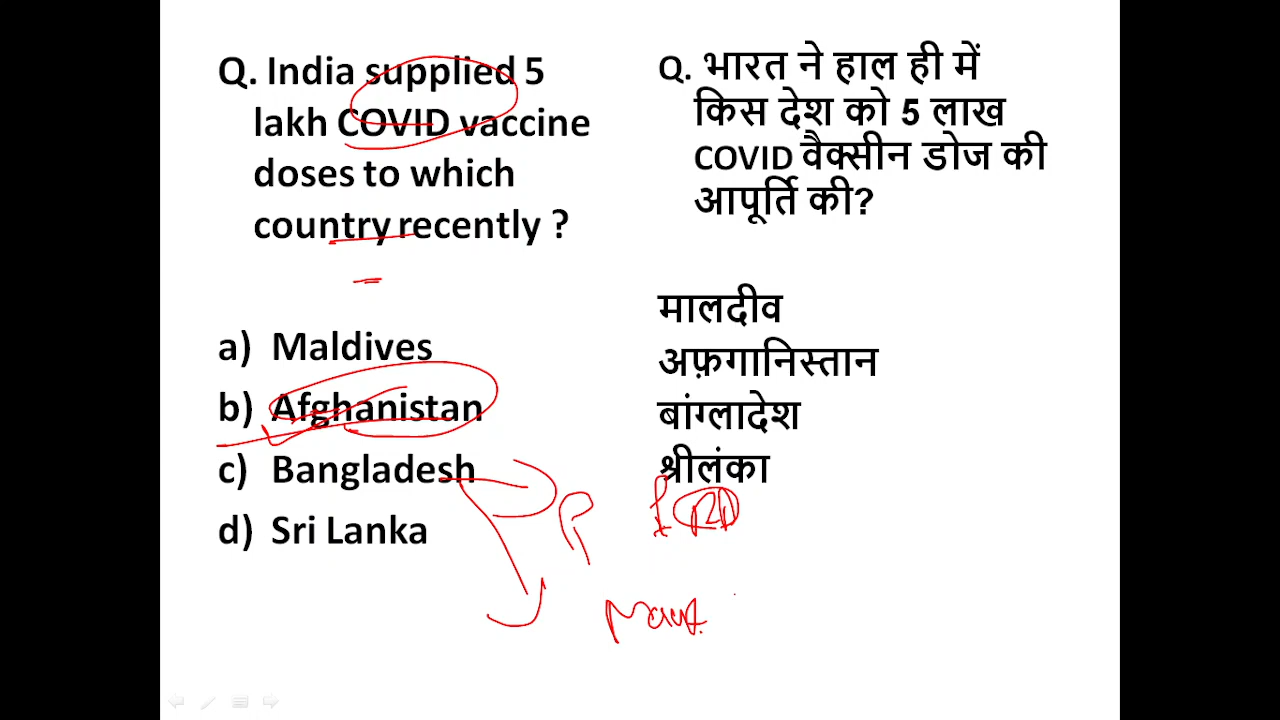 Q. India supplied 5
lakh COVID vaccine
doses to which
country recently ?
a) Maldives
b) Afghanistan
c) Bangladesh
d) Sri Lanka
Q. भारत ने हाल ही में
किस देश को 5 लाख
COVID वैक्सीन डोज की
आपूर्ति की?
मालदीव
अफ़गानिस्तान
बांग्लादेश
श्रीलंका